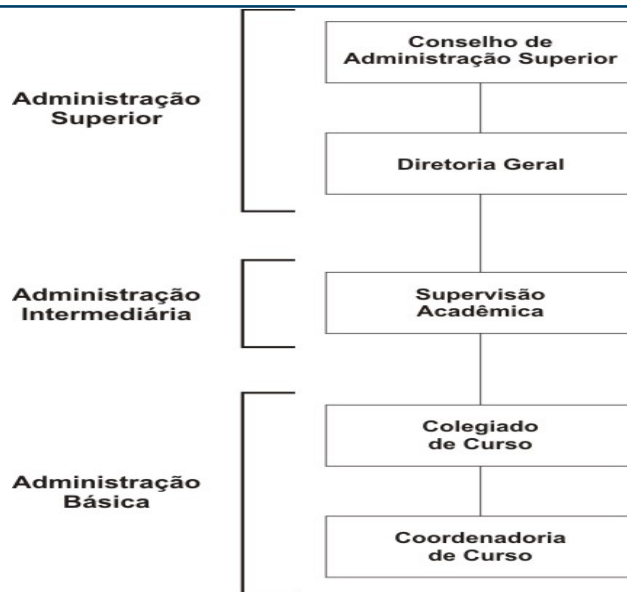 Conselho de
Administração Superior
Administração
Superior
Diretoria Geral
Administração
Intermediária
Supervisão
Acadêmica
Colegiado
de Curso
Administração
Básica
Coordenadoria
de Curso